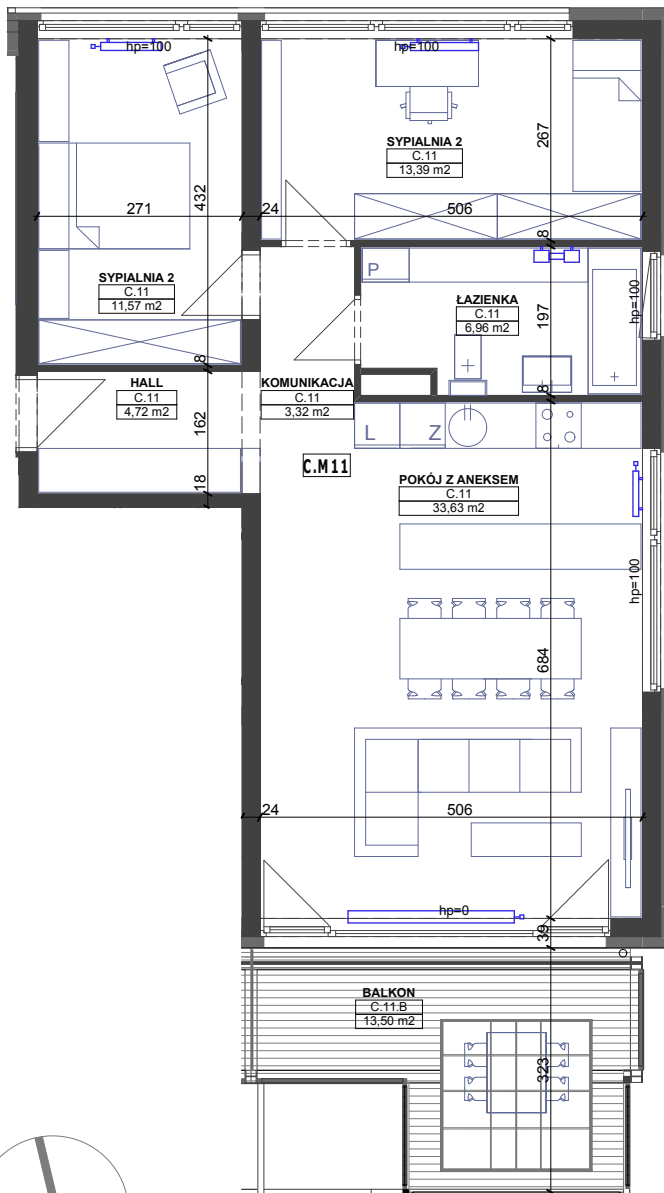 hp=100
hp=100
SYPIALNIA 2
C.11
13,39 m2
267
432
271
24
506
8
SYPIALNIA 2
C.11
11,57 m2
P
ŁAZIENKA
C.11
6,96 m2
197
hp=100
8
8
HALL
C.11
4,72 m2
KOMUNIKACJA
C.11
3,32 m2
162
18
L
Z
C.M11
POKÓJ Z ANEKSEM
C.11
33,63 m2
hp=100
684
24
506
hp=0
39
BALKON
C.11.B
13,50 m2
323